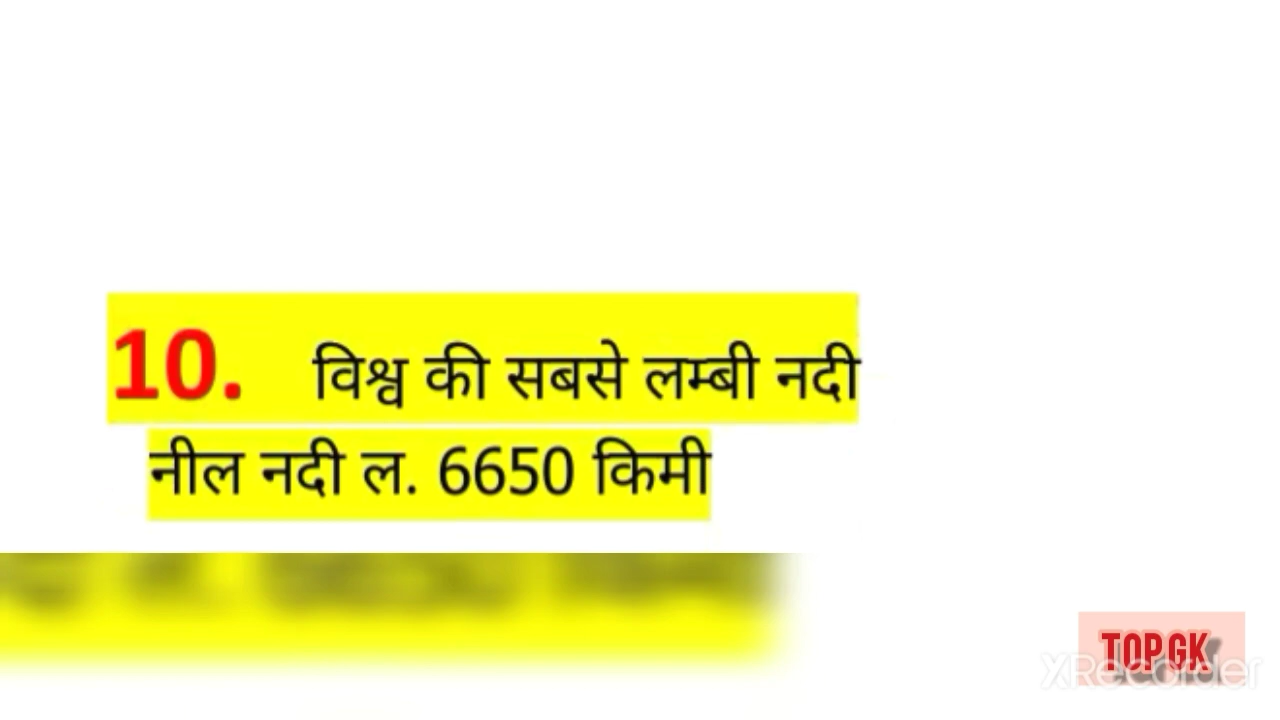 10. विश्व की सबसे लम्बी नदी
नील नदी ल. 6650 किमी
TOP GK
XRecorder